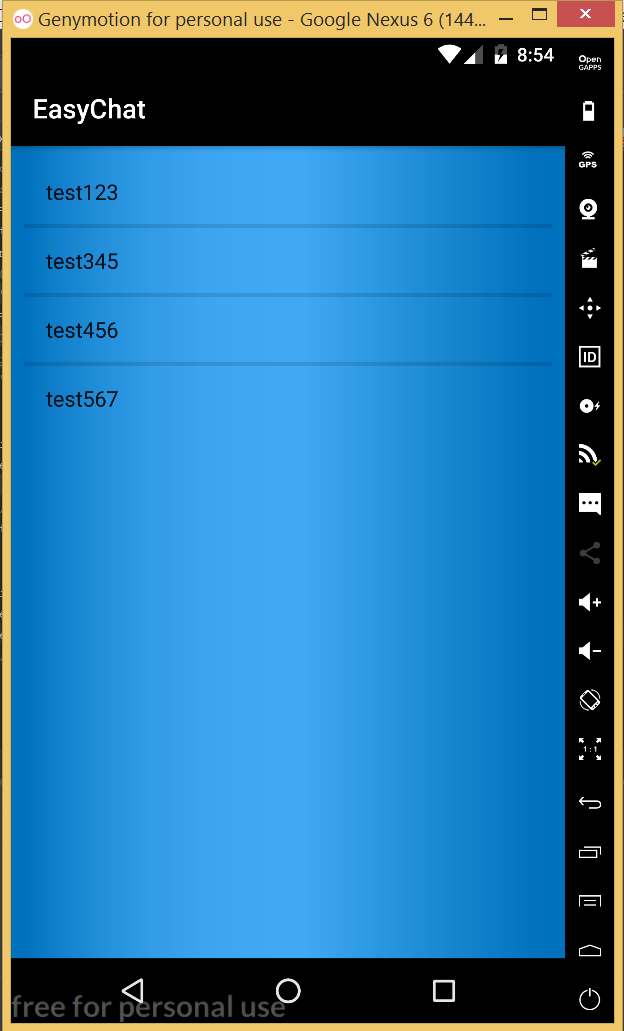 Genymotion for personal use - Google Nexus 6 (144...
8:54
Open
GAPPS
EasyChat
GPS
test123
test345
test456
ID
test567
1:1
free for personal use